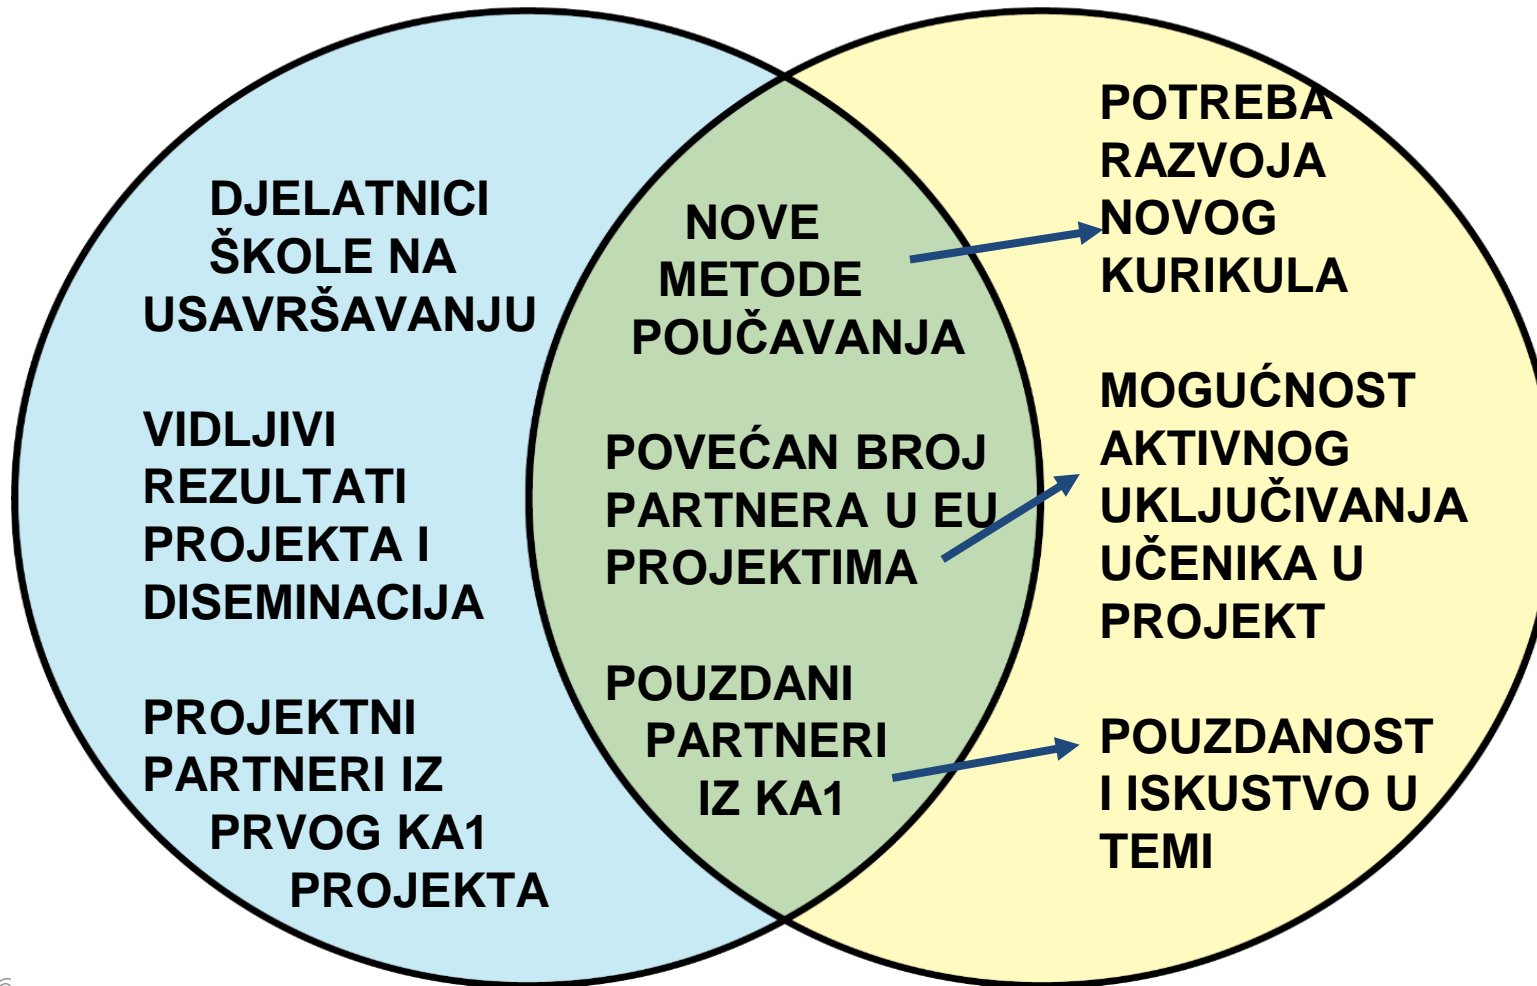 DJELATNICI
ŠKOLE NA
USAVRŠAVANJU
VIDLJIVI
REZULTATI
PROJEKTA I
DISEMINACIJA
PROJEKTNI
PARTNERI IZ
PRVOG KA1
PROJEKTA
NOVE
METODE
POUČAVANJA
POVEĆAN BROJ
PARTNERA U EU
PROJEKTIMA
POUZDANI
PARTNERI
IZ KA1
POTREBA
RAZVOJA
NOVOG
KURIKULA
MOGUĆNOST
AKTIVNOG
UKLJUČIVANJA
UČENIKA U
PROJEKT
POUZDANOST
I ISKUSTVO U
TEMI